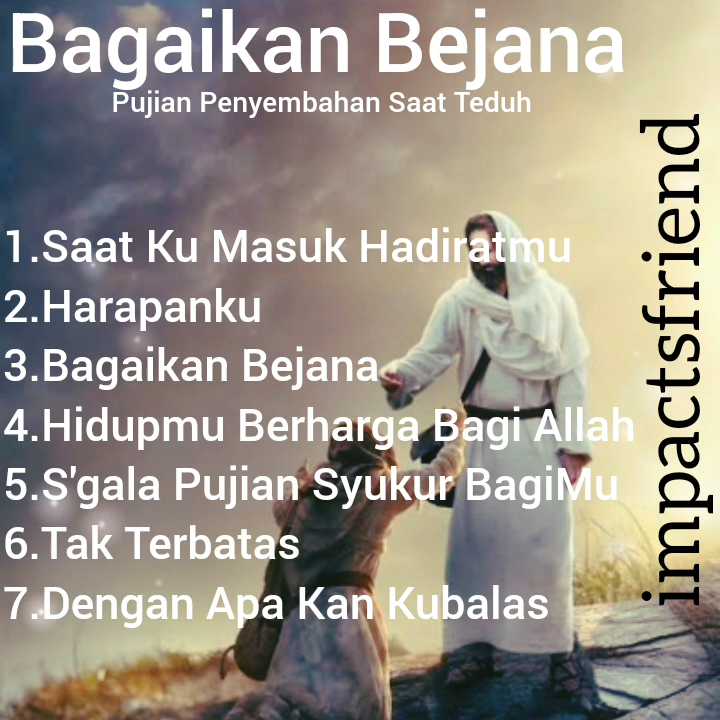 Bagaikan Bejana
Pujian Penyembahan Saat Teduh
1.Saat Ku Masuk Hadiratmu
2.Harapanku
3.Bagaikan Bejana
4.Hidupmu Berharga Bagi Allah
5.S'gala Pujian Syukur BagiMu
6.Tak Terbatas
7.Dengan Apa Kan Kubalas
impactsfriend